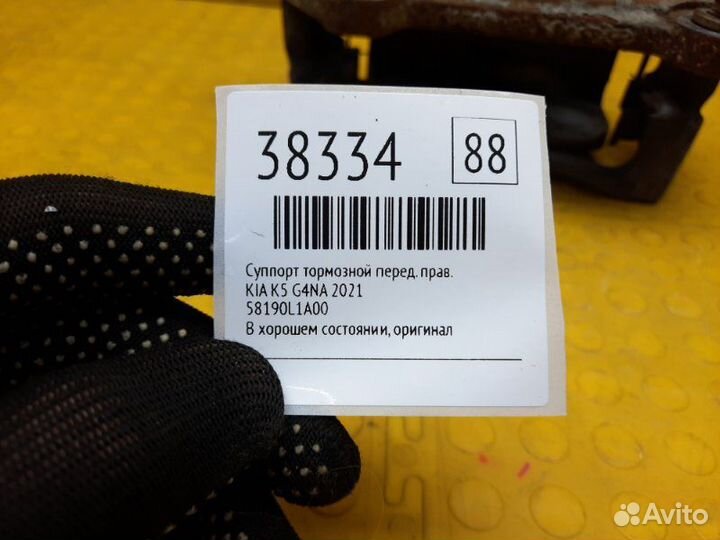 38334
88
Суппорт тормозной перед. прав.
KIA K5 G4NA 2021
58190L1A00
В хорошем состоянии, оригинал
Avito